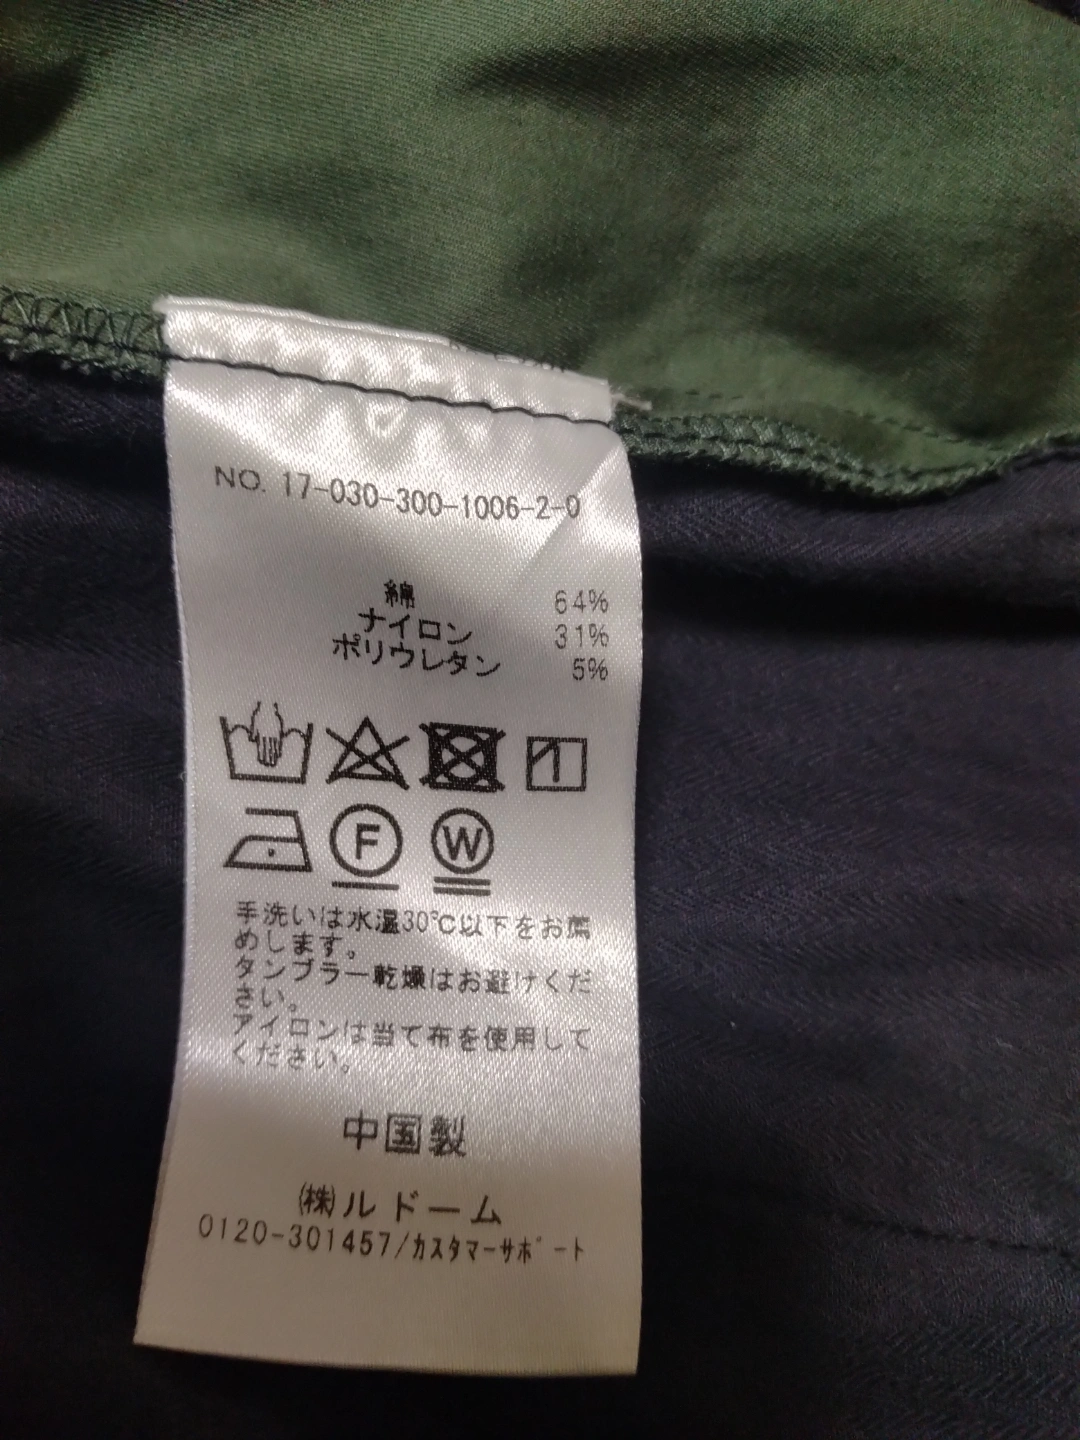 NO. 17-030-300-1006-2-0
綿 64%
ナイロン 31%
ポリウレタン 5%
F W
手洗いは水温30℃以下をお薦
めします。
タンブラー乾燥はお避けくだ
さい。
アイロンは当て布を使用して
ください。
中国製
㈱ルドーム
0120-301457/カスタマーサポート